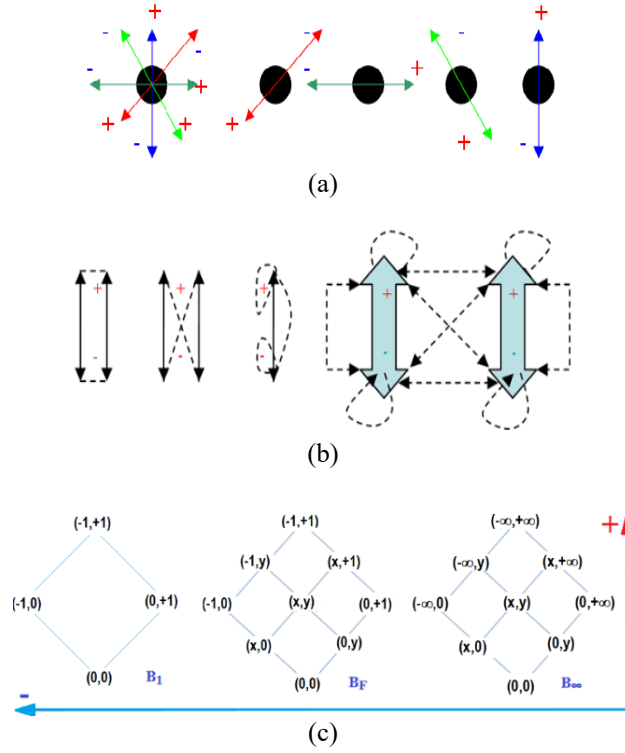 +
- - + -
- - +
+ + + + + -
- -
(a)
+ + + + +
- - - - -
(b)
(-1,+1) (-1,+1) (-∞,+∞) +
(-1,y) (x,+1) (-∞,y) (x,+∞)
(-1,0) (0,+1) (-1,0) (x,y) (0,+1) (-∞,0) (x,y) (0,+∞)
(x,0) (0,y) (x,0) (0,y)
(0,0) B₁ (0,0) B_F (0,0) B∞
-
(c)